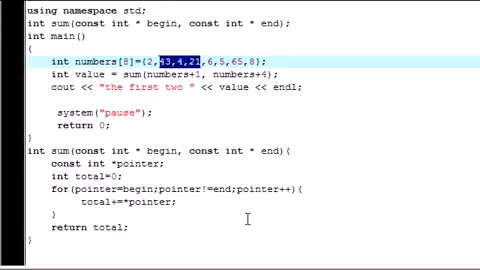 using namespace std;
int sum(const int * begin, const int * end);
int main()
{
int numbers[8]={2,43,4,21,6,5,65,8};
int value = sum(numbers+1, numbers+4);
cout << "the first two " << value << endl;
system("pause");
return 0;
}
int sum(const int * begin, const int * end){
const int *pointer;
int total=0;
for(pointer=begin;pointer!=end;pointer++){
total+=*pointer;
}
return total;
}